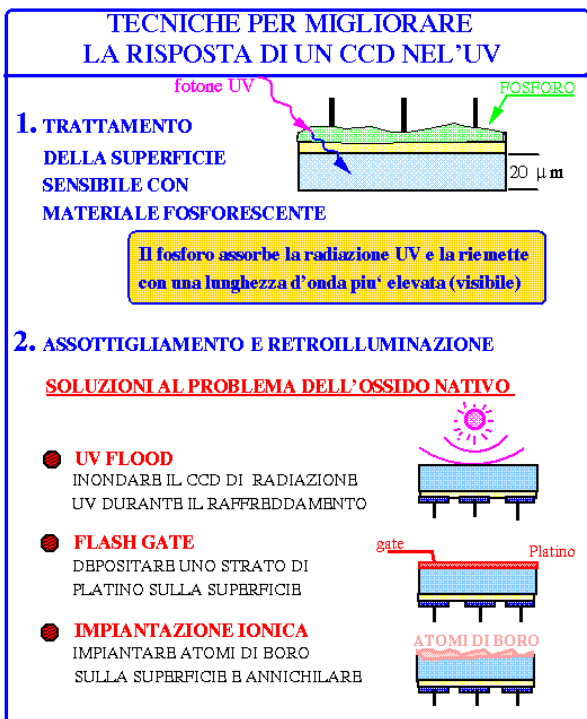 TECNICHE PER MIGLIORARE
LA RISPOSTA DI UN CCD NEL'UV
fotone UV
FOSFORO
1. TRATTAMENTO
DELLA SUPERFICIE
SENSIBILE CON
MATERIALE FOSFORESCENTE
20 µm
Il fosforo assorbe la radiazione UV e la riemette
con una lunghezza d'onda piu' elevata (visibile)
2. ASSOTTIGLIAMENTO E RETROILLUMINAZIONE
SOLUZIONI AL PROBLEMA DELL'OSSIDO NATIVO
UV FLOOD
INONDARE IL CCD DI RADIAZIONE
UV DURANTE IL RAFFREDDAMENTO
FLASH GATE
DEPOSITARE UNO STRATO DI
PLATINO SULLA SUPERFICIE
gate
Platino
IMPIANTAZIONE IONICA
IMPIANTARE ATOMI DI BORO
SULLA SUPERFICIE E ANNICHILARE
ATOMI DI BORO